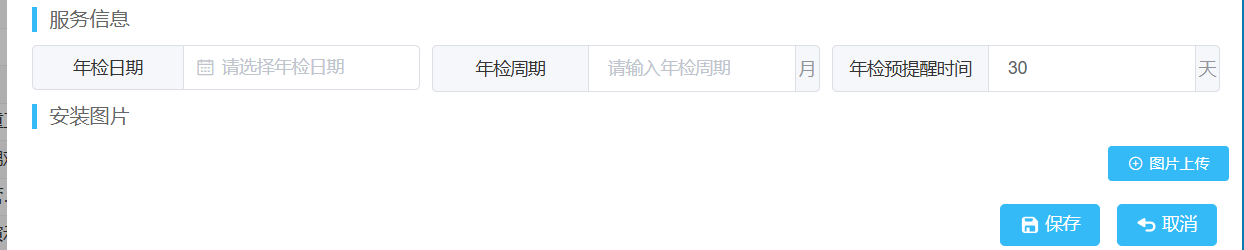 服务信息
年检日期 请选择年检日期 年检周期 请输入年检周期 月 年检预提醒时间 30 天
安装图片
图片上传
保存 取消